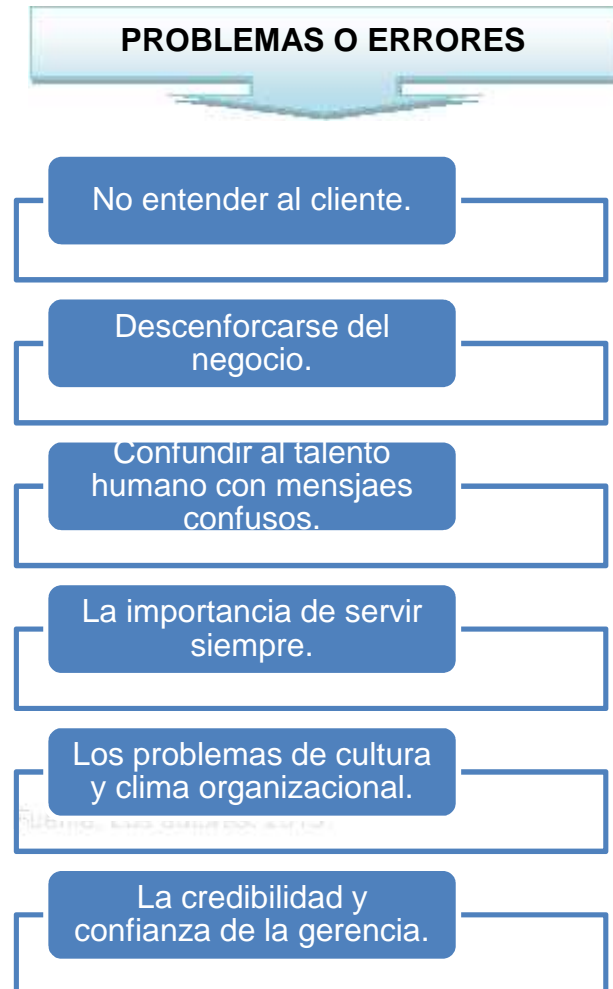 PROBLEMAS O ERRORES
No entender al cliente.
Descenforcarse del
negocio.
Confundir al talento
humano con mensjaes
confusos.
La importancia de servir
siempre.
Los problemas de cultura
y clima organizacional.
La credibilidad y
confianza de la gerencia.